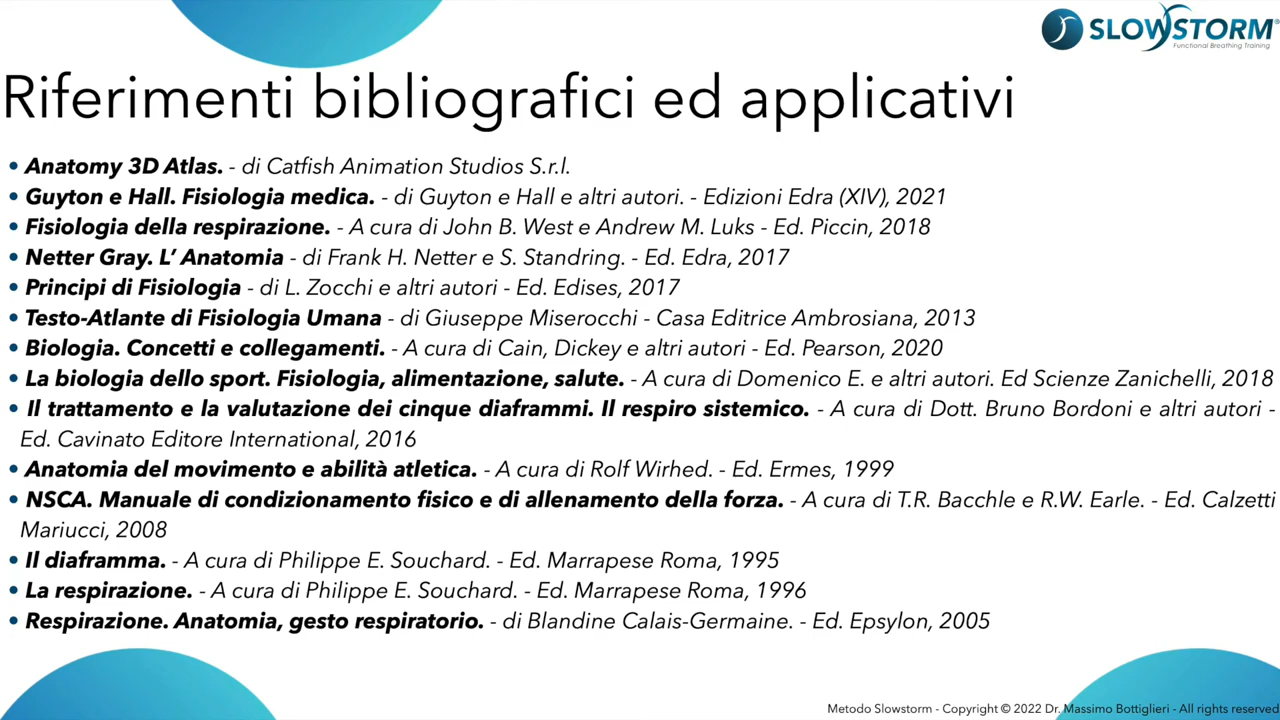 SLOWSTORM®
Functional Breathing Training
Riferimenti bibliografici ed applicativi
• Anatomy 3D Atlas. - di Catfish Animation Studios S.r.l.
• Guyton e Hall. Fisiologia medica. - di Guyton e Hall e altri autori. - Edizioni Edra (XIV), 2021
• Fisiologia della respirazione. - A cura di John B. West e Andrew M. Luks - Ed. Piccin, 2018
• Netter Gray. L’ Anatomia - di Frank H. Netter e S. Standring. - Ed. Edra, 2017
• Principi di Fisiologia - di L. Zocchi e altri autori - Ed. Edises, 2017
• Testo-Atlante di Fisiologia Umana - di Giuseppe Miserocchi - Casa Editrice Ambrosiana, 2013
• Biologia. Concetti e collegamenti. - A cura di Cain, Dickey e altri autori - Ed. Pearson, 2020
• La biologia dello sport. Fisiologia, alimentazione, salute. - A cura di Domenico E. e altri autori. Ed Scienze Zanichelli, 2018
• Il trattamento e la valutazione dei cinque diaframmi. Il respiro sistemico. - A cura di Dott. Bruno Bordoni e altri autori -
Ed. Cavinato Editore International, 2016
• Anatomia del movimento e abilità atletica. - A cura di Rolf Wirhed. - Ed. Ermes, 1999
• NSCA. Manuale di condizionamento fisico e di allenamento della forza. - A cura di T.R. Bacchle e R.W. Earle. - Ed. Calzetti
Mariucci, 2008
• Il diaframma. - A cura di Philippe E. Souchard. - Ed. Marrapese Roma, 1995
• La respirazione. - A cura di Philippe E. Souchard. - Ed. Marrapese Roma, 1996
• Respirazione. Anatomia, gesto respiratorio. - di Blandine Calais-Germaine. - Ed. Epsylon, 2005
Metodo Slowstorm - Copyright © 2022 Dr. Massimo Bottiglieri - All rights reserved